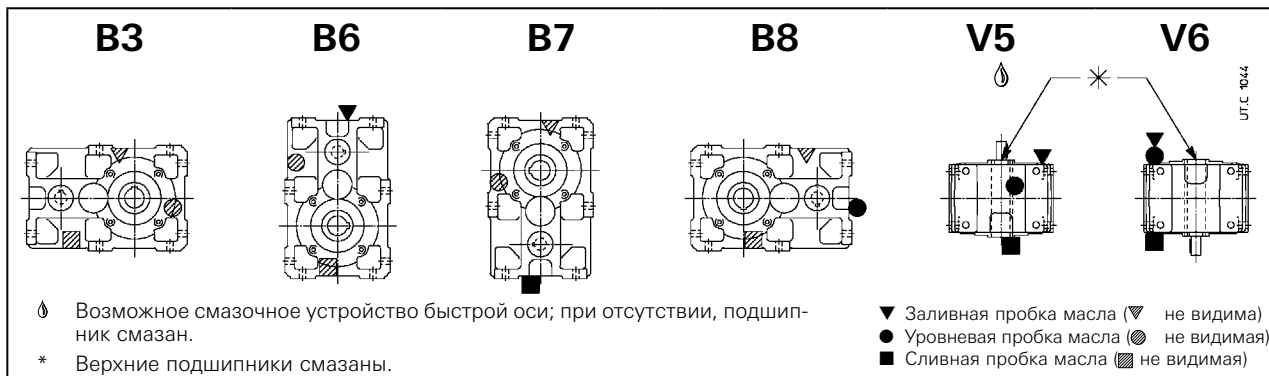 B3 B6 B7 B8 V5 V6
UT.C 1044
Возможное смазочное устройство быстрой оси; при отсутствии, подшип-
ник смазан.
* Верхние подшипники смазаны.
▼ Заливная пробка масла (не видима)
● Уровневая пробка масла (не видимая)
■ Сливная пробка масла (не видимая)